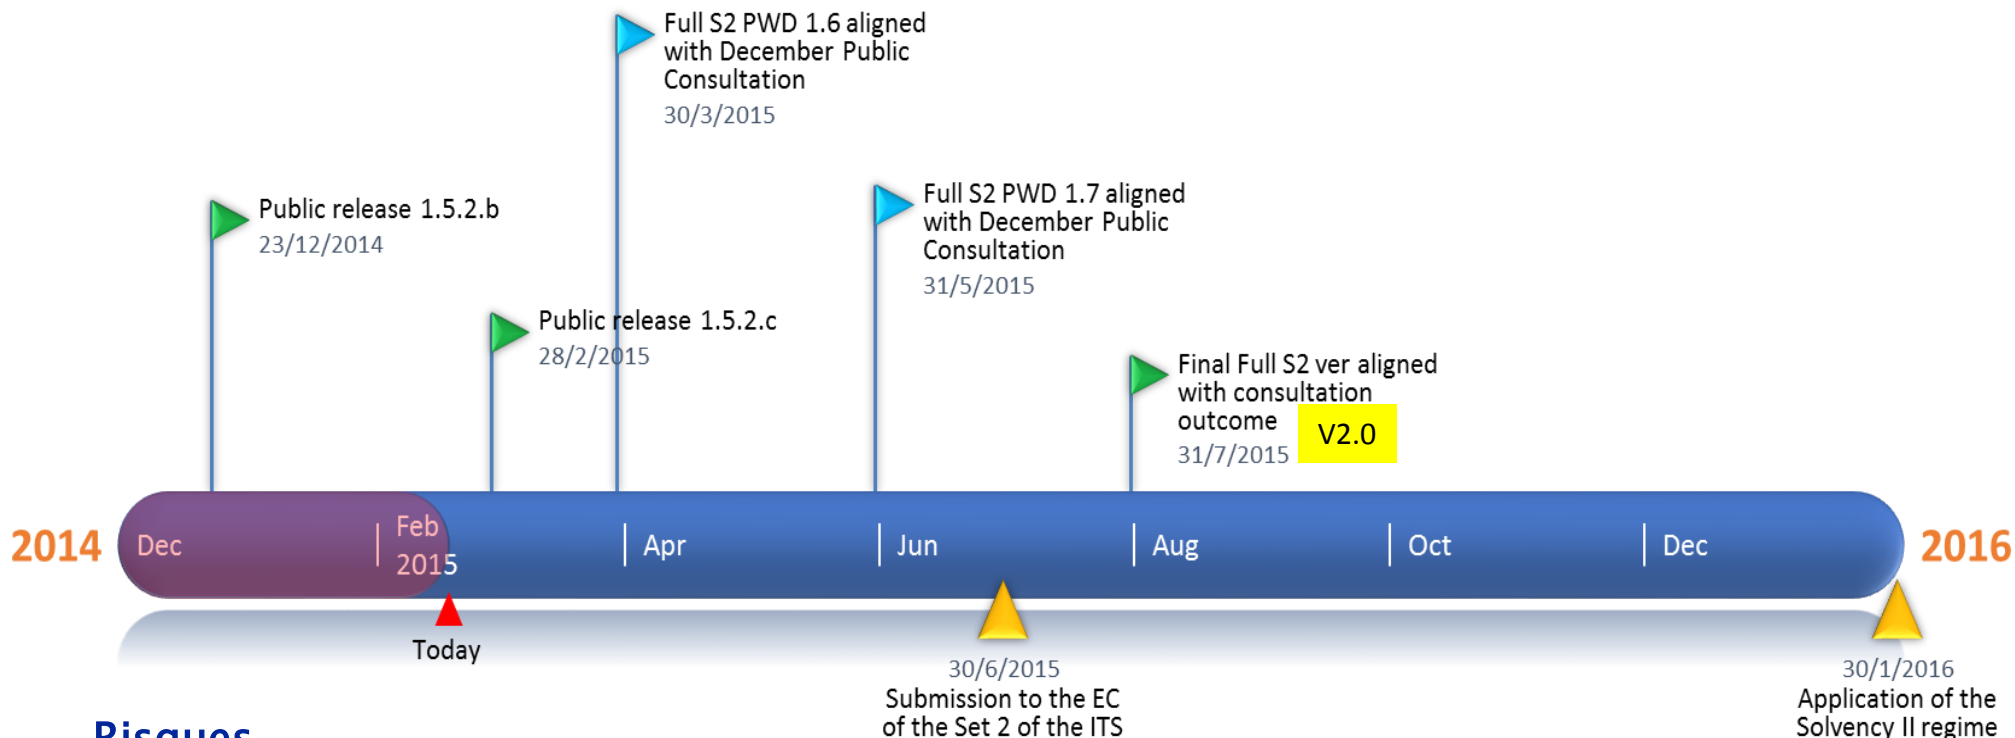 Full S2 PWD 1.6 aligned
with December Public
Consultation
30/3/2015
Public release 1.5.2.b
23/12/2014
Full S2 PWD 1.7 aligned
with December Public
Consultation
31/5/2015
Public release 1.5.2.c
28/2/2015
Final Full S2 ver aligned
with consultation
outcome
V2.0
31/7/2015
2014
Dec
Feb
2015
Apr
Jun
Aug
Oct
Dec
2016
Today
30/6/2015
Submission to the EC
of the Set 2 of the ITS
30/1/2016
Application of the
Solvency II regime
Risques